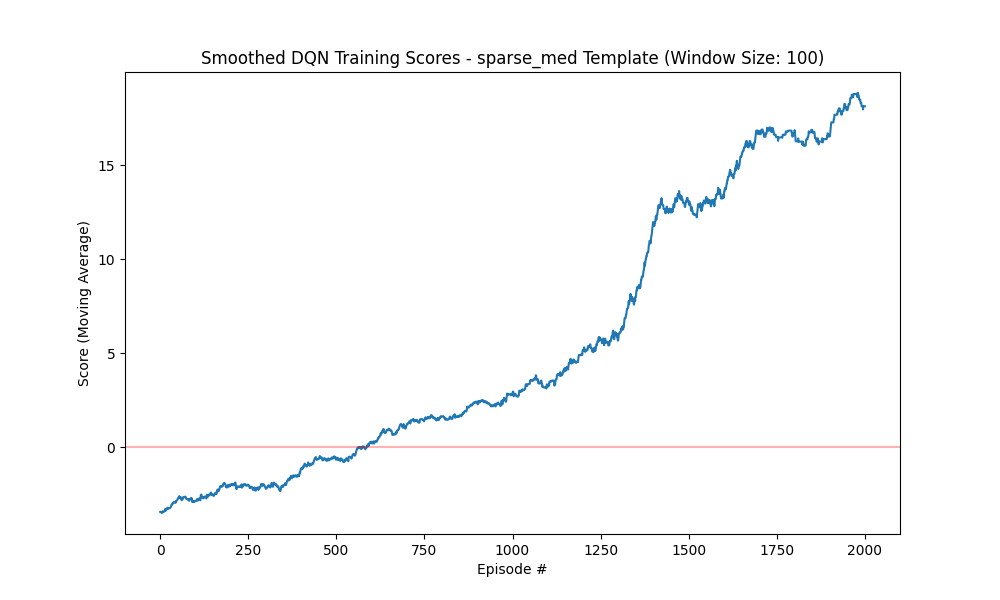 Smoothed DQN Training Scores - sparse_med Template (Window Size: 100)
Score (Moving Average)
15
10
5
0
0 250 500 750 1000 1250 1500 1750 2000
Episode #